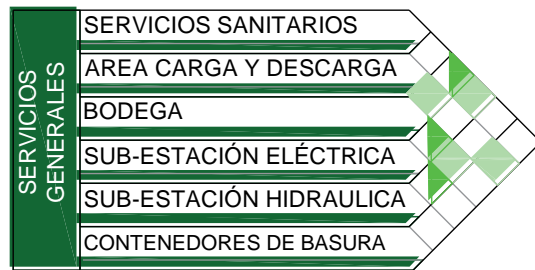 SERVICIOS
GENERALES
SERVICIOS SANITARIOS
AREA CARGA Y DESCARGA
BODEGA
SUB-ESTACIÓN ELÉCTRICA
SUB-ESTACIÓN HIDRAULICA
CONTENEDORES DE BASURA